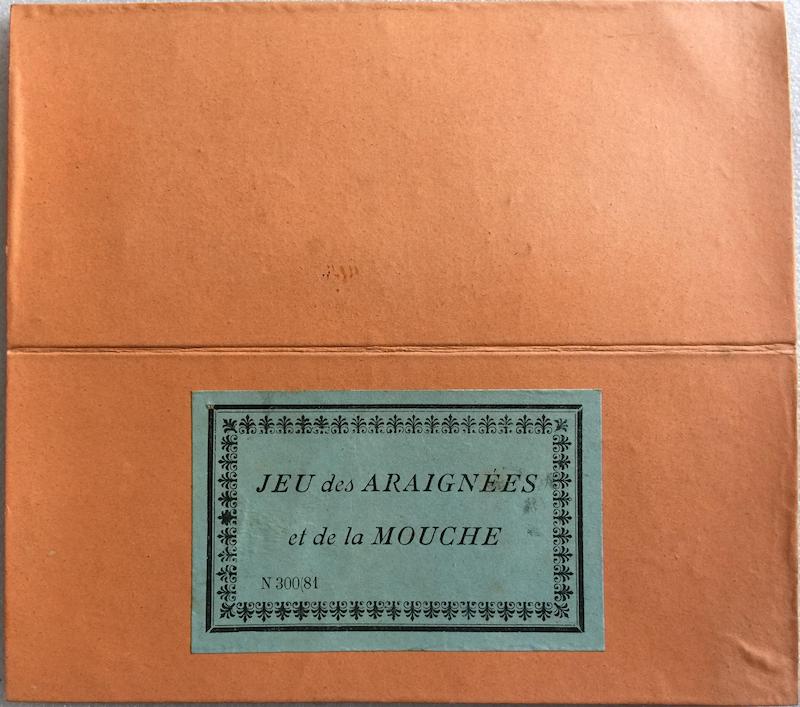 JEU des ARAIGNÉES
et de la MOUCHE
N 300/81